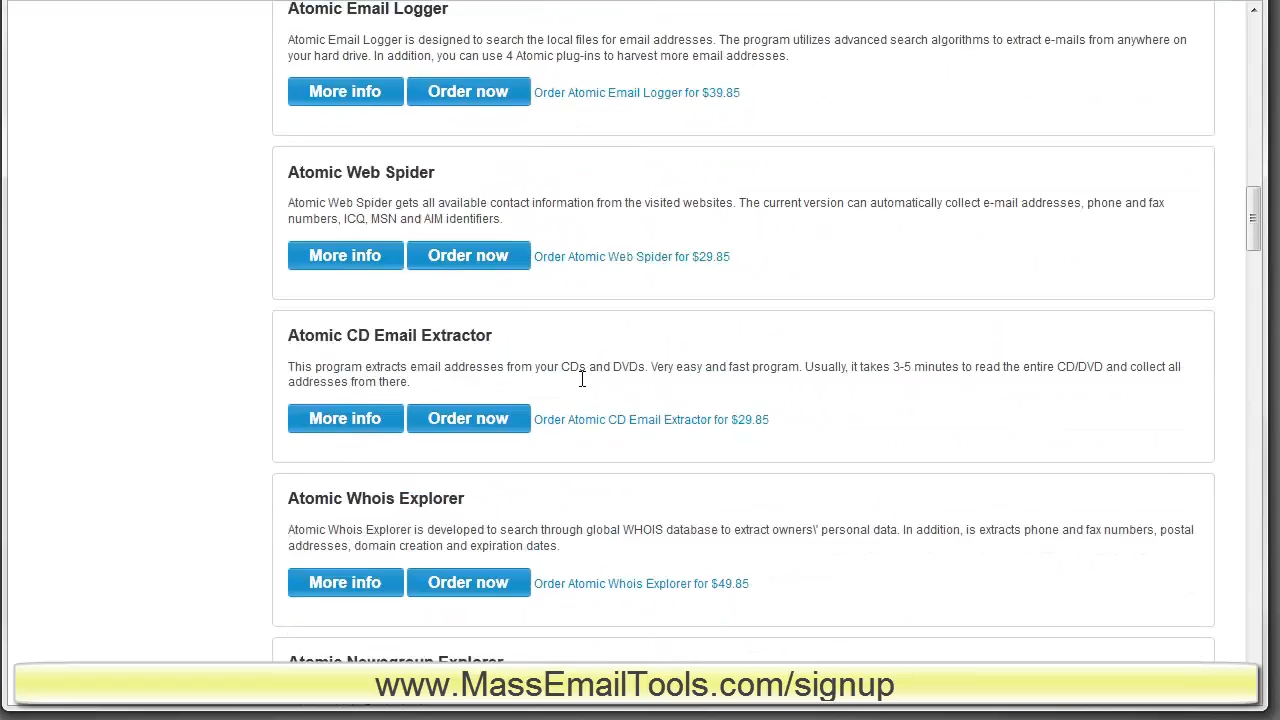 Atomic Email Logger
Atomic Email Logger is designed to search the local files for email addresses. The program utilizes advanced search algorithms to extract e-mails from anywhere on
your hard drive. In addition, you can use 4 Atomic plug-ins to harvest more email addresses.
More info Order now Order Atomic Email Logger for $39.85
Atomic Web Spider
Atomic Web Spider gets all available contact information from the visited websites. The current version can automatically collect e-mail addresses, phone and fax
numbers, ICQ, MSN and AIM identifiers.
More info Order now Order Atomic Web Spider for $29.85
Atomic CD Email Extractor
This program extracts email addresses from your CDs and DVDs. Very easy and fast program. Usually, it takes 3-5 minutes to read the entire CD/DVD and collect all
addresses from there.
More info Order now Order Atomic CD Email Extractor for $29.85
Atomic Whois Explorer
Atomic Whois Explorer is developed to search through global WHOIS database to extract owners\' personal data. In addition, is extracts phone and fax numbers, postal
addresses, domain creation and expiration dates.
More info Order now Order Atomic Whois Explorer for $49.85
Atomic Newsgroup Explorer
www.MassEmailTools.com/signup